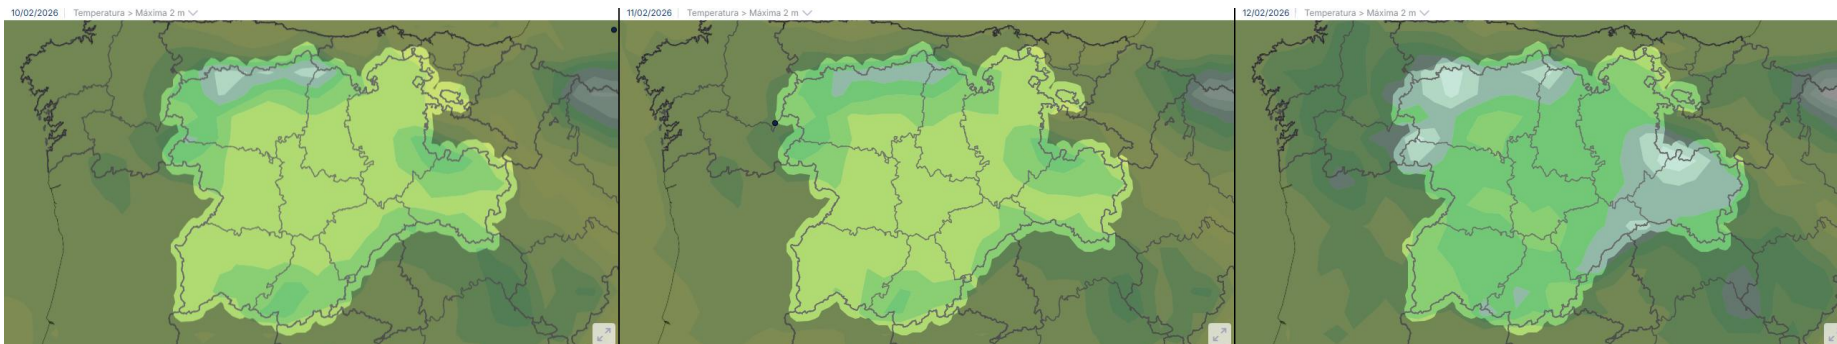 10/02/2026 Temperatura > Máxima 2 m
11/02/2026 Temperatura > Máxima 2 m
12/02/2026 Temperatura > Máxima 2 m